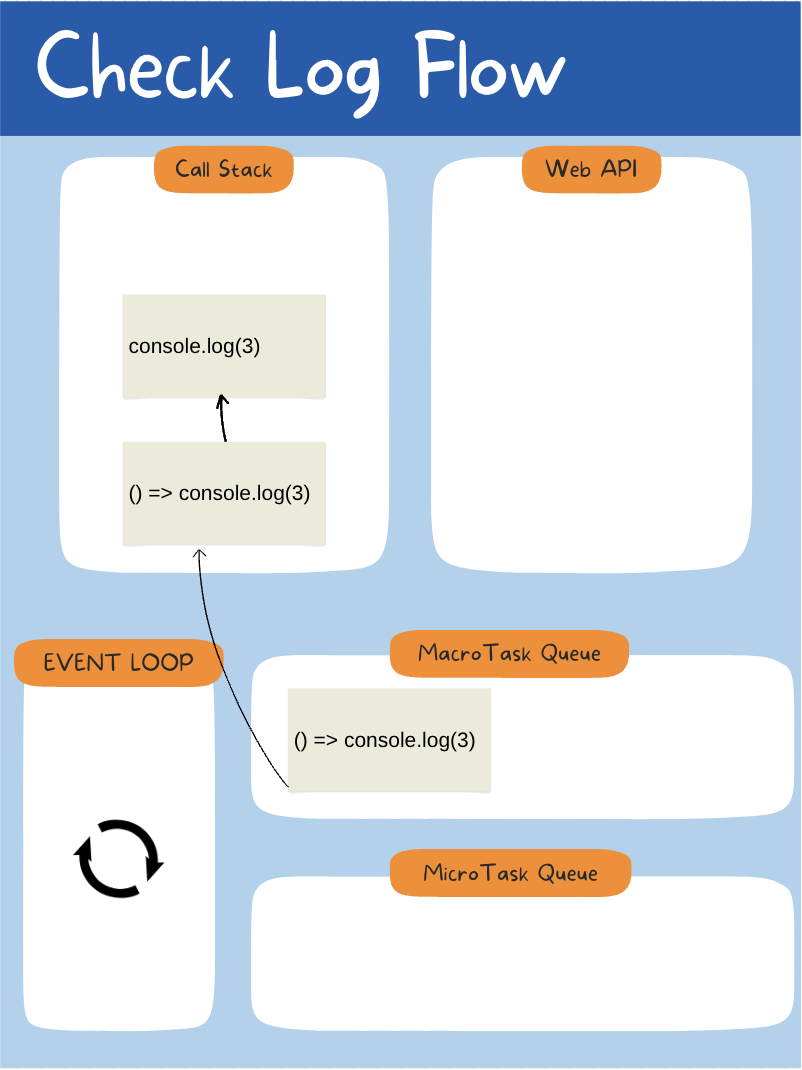 Check Log Flow
Call Stack
Web API
console.log(3)
() => console.log(3)
EVENT LOOP
MacroTask Queue
() => console.log(3)
MicroTask Queue